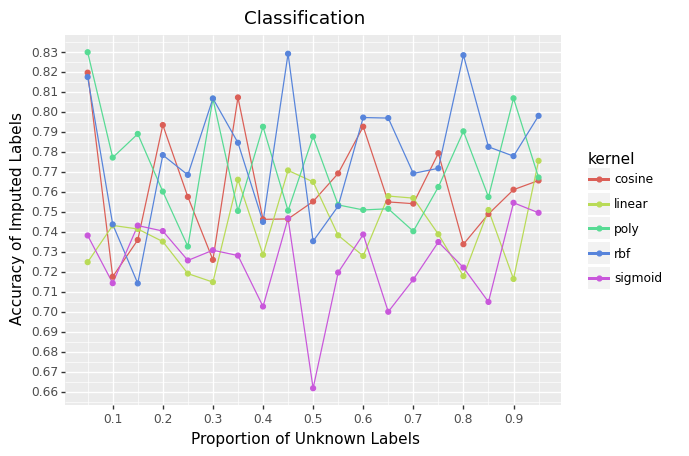 Classification
Accuracy of Imputed Labels
0.83
0.82
0.81
0.80
0.79
0.78
0.77
0.76
0.75
0.74
0.73
0.72
0.71
0.70
0.69
0.68
0.67
0.66
0.1 0.2 0.3 0.4 0.5 0.6 0.7 0.8 0.9
Proportion of Unknown Labels
kernel
cosine
linear
poly
rbf
sigmoid